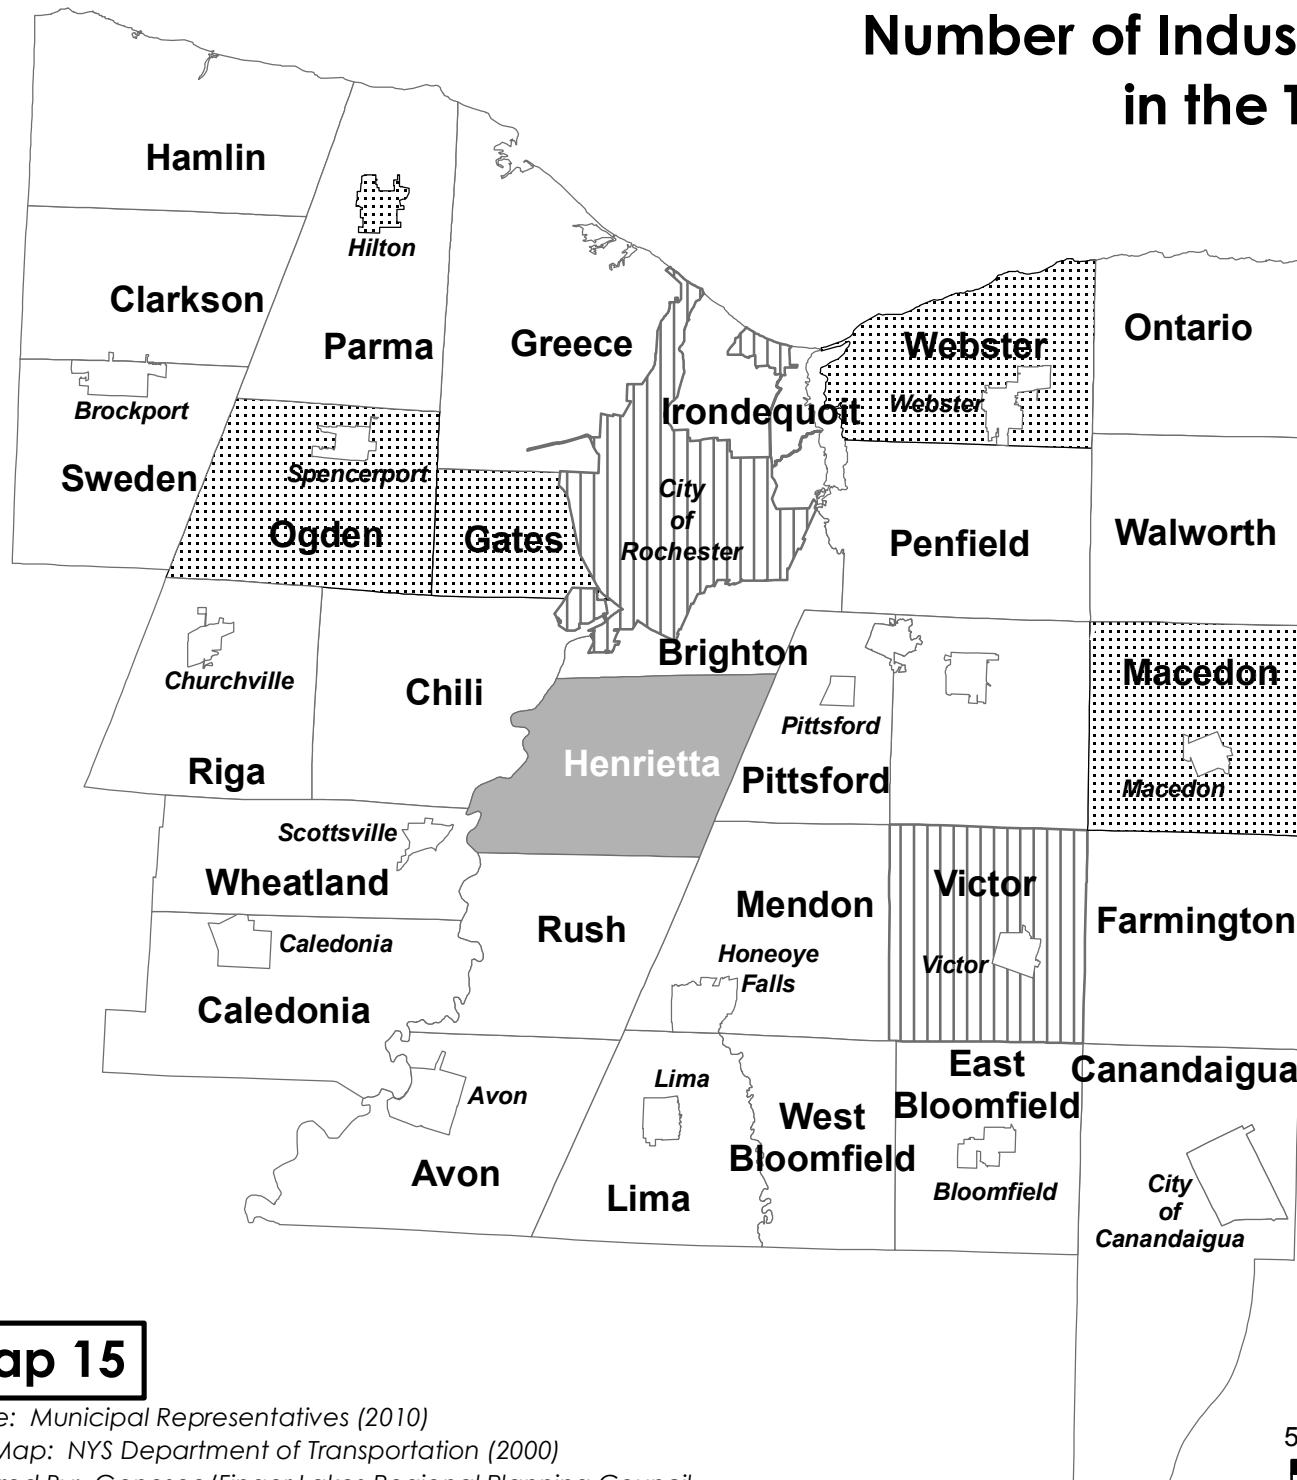 Number of Indus
in the 1
Hamlin
Hilton
Clarkson
Parma
Greece
Webster
Ontario
Brockport
Irondequoit
Webster
Sweden
Spencerport
City
of
Rochester
Ogden
Gates
Penfield
Walworth
Brighton
Churchville
Chili
Macedon
Pittsford
Henrietta
Riga
Pittsford
Macedon
Scottsville
Wheatland
Victor
Mendon
Rush
Farmington
Caledonia
Honeoye
Falls
Victor
Caledonia
East
Bloomfield
Canandaigua
Lima
Avon
West
Bloomfield
Avon
Lima
Bloomfield
City
of
Canandaigua
ap 15
e: Municipal Representatives (2010)
Map: NYS Department of Transportation (2000)
5